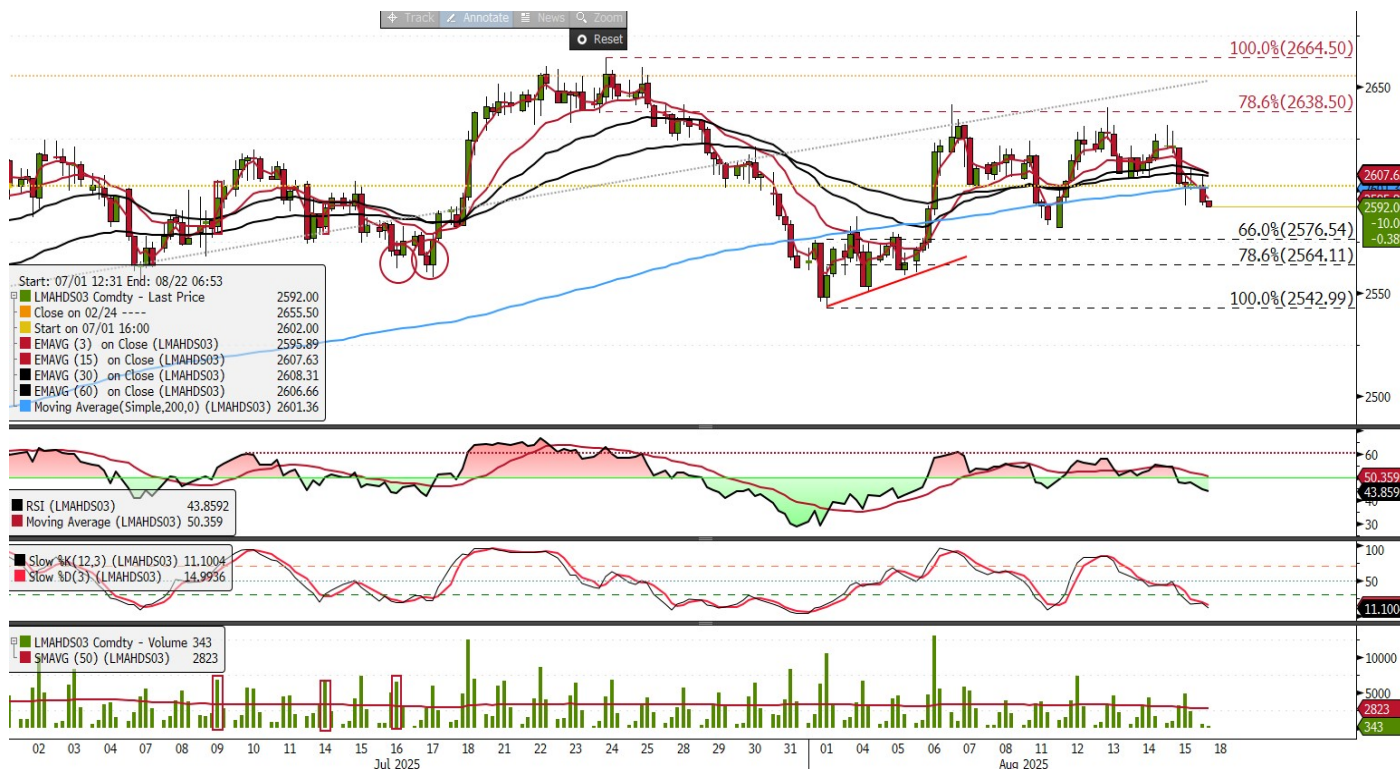 Track Annotate News Zoom
Reset
100.0%(2664.50)
2650
78.6%(2638.50)
2607.6
2592.0
-10.0
-0.38
66.0%(2576.54)
78.6%(2564.11)
2550
100.0%(2542.99)
2500
Start: 07/01 12:31 End: 08/22 06:53
LMAHDS03 Comdty - Last Price 2592.00
Close on 02/24 ---- 2655.50
Start on 07/01 16:00 2602.00
EMAVG (3) on Close (LMAHDS03) 2595.89
EMAVG (15) on Close (LMAHDS03) 2607.63
EMAVG (30) on Close (LMAHDS03) 2608.31
EMAVG (60) on Close (LMAHDS03) 2606.66
Moving Average(Simple,200,0) (LMAHDS03) 2601.36
60
50.359
43.859
30
RSI (LMAHDS03) 43.8592
Moving Average (LMAHDS03) 50.359
100
50
11.100
Slow %K(12,3) (LMAHDS03) 11.1004
Slow %D(3) (LMAHDS03) 14.9936
LMAHDS03 Comdty - Volume 343
SMAVG (50) (LMAHDS03) 2823
10000
5000
2823
343
02 03 04 07 08 09 10 11 14 15 16 17 18 21 22 23 24 25 28 29 30 31 01 04 05 06 07 08 11 12 13 14 15 18
Jul 2025 Aug 2025